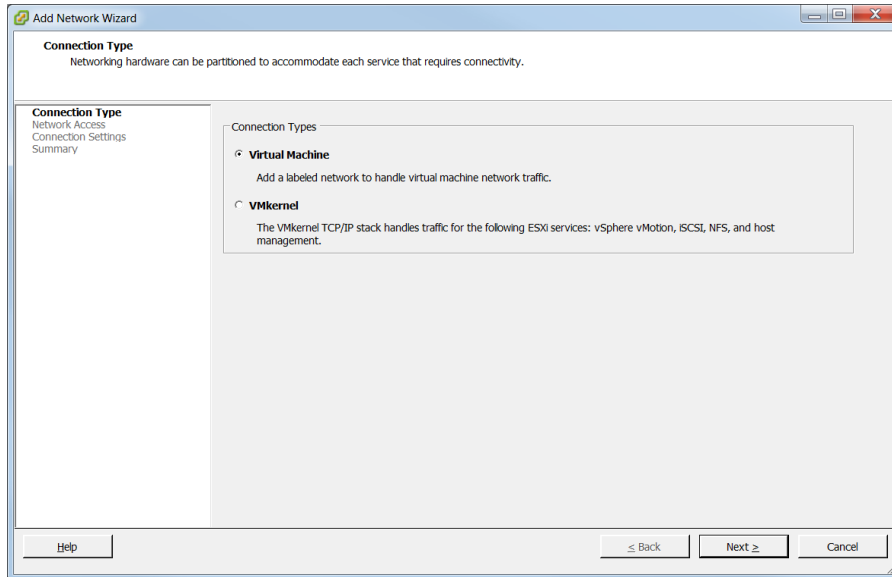 Add Network Wizard
Connection Type
Networking hardware can be partitioned to accommodate each service that requires connectivity.
Connection Type
Network Access
Connection Settings
Summary
Connection Types
Virtual Machine
Add a labeled network to handle virtual machine network traffic.
VMkernel
The VMkernel TCP/IP stack handles traffic for the following ESXi services: vSphere vMotion, iSCSI, NFS, and host
management.
Help
< Back
Next >
Cancel